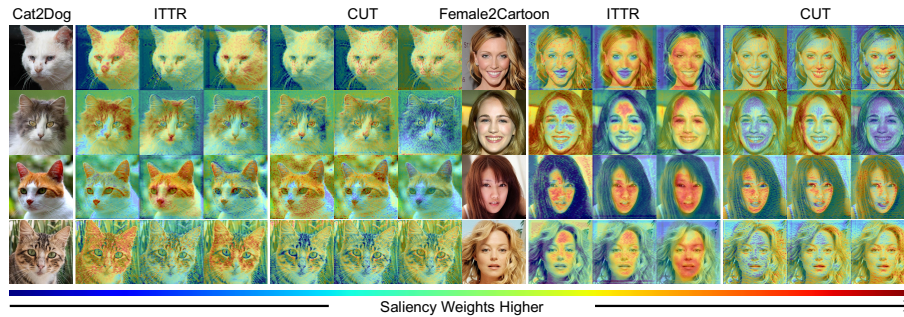 Cat2Dog ITTR CUT Female2Cartoon ITTR CUT
Saliency Weights Higher